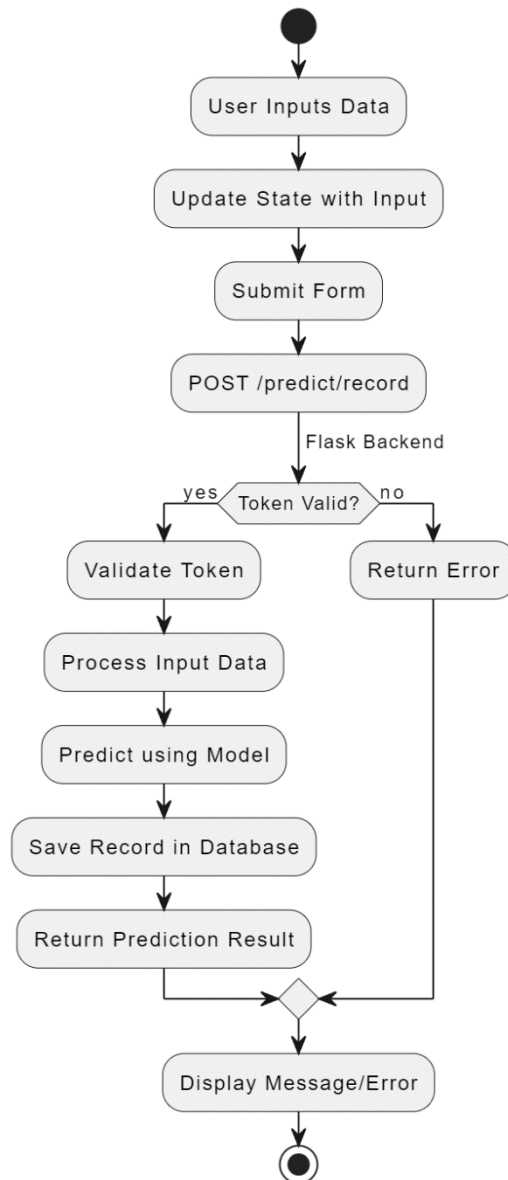 User Inputs Data
Update State with Input
Submit Form
POST /predict/record
Flask Backend
yes
Token Valid?
no
Validate Token
Return Error
Process Input Data
Predict using Model
Save Record in Database
Return Prediction Result
Display Message/Error